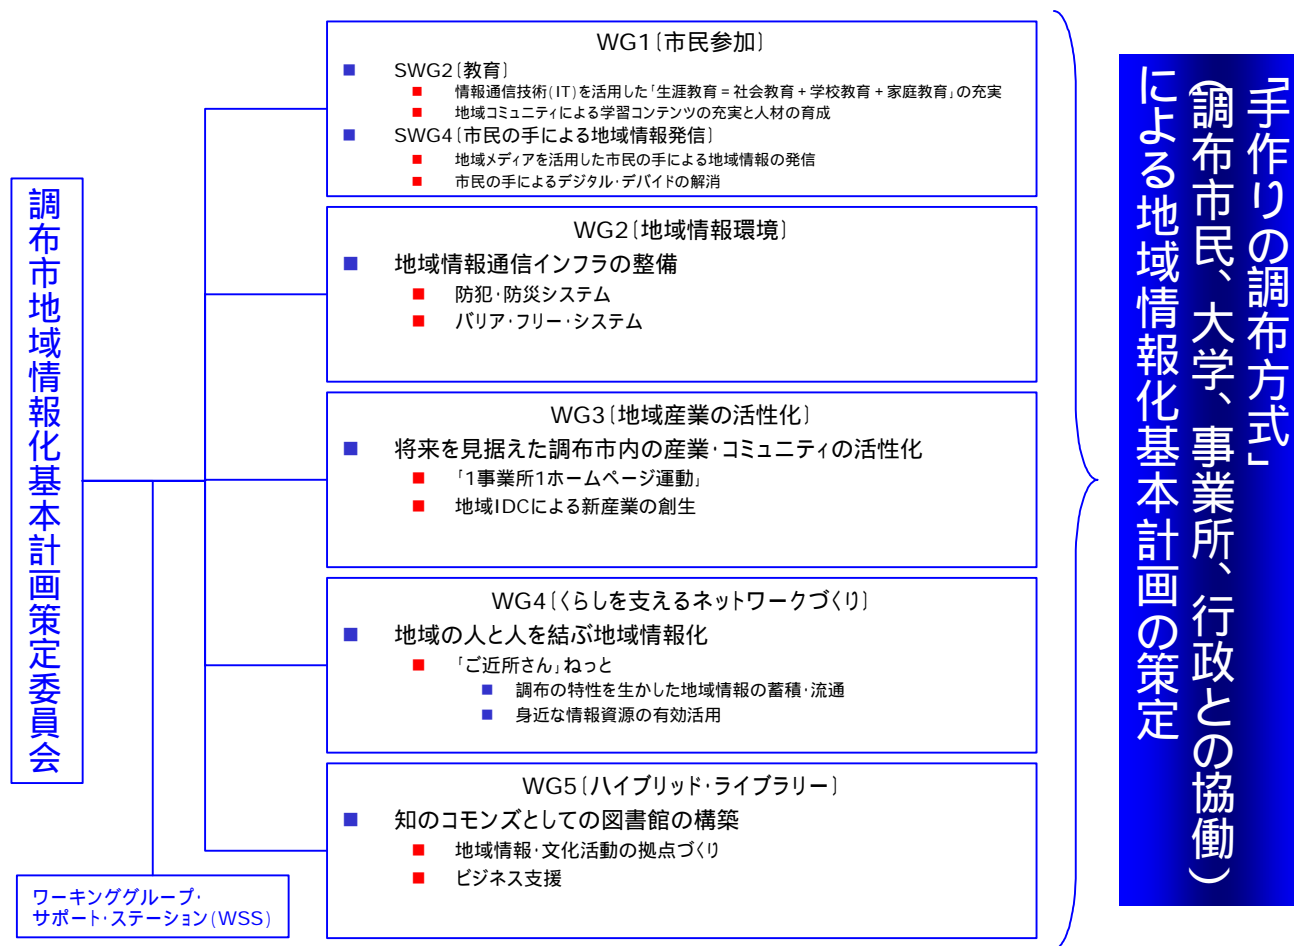 調布市地域情報化基本計画策定委員会
ワーキンググループ・
サポート・ステーション(WSS)
WG1〔市民参加〕
SWG2〔教育〕
情報通信技術(IT)を活用した「生涯教育=社会教育+学校教育+家庭教育」の充実
地域コミュニティによる学習コンテンツの充実と人材の育成
SWG4〔市民の手による地域情報発信〕
地域メディアを活用した市民の手による地域情報の発信
市民の手によるデジタル・デバイドの解消
WG2〔地域情報環境〕
地域情報通信インフラの整備
防犯・防災システム
バリア・フリー・システム
WG3〔地域産業の活性化〕
将来を見据えた調布市内の産業・コミュニティの活性化
「1事業所1ホームページ運動」
地域IDCによる新産業の創生
WG4〔くらしを支えるネットワークづくり〕
地域の人と人を結ぶ地域情報化
「ご近所さん」ねっと
調布の特性を生かした地域情報の蓄積・流通
身近な情報資源の有効活用
WG5〔ハイブリッド・ライブラリー〕
知のコモンズとしての図書館の構築
地域情報・文化活動の拠点づくり
ビジネス支援
「手作りの調布方式」
(調布市民、大学、事業所、行政との協働)
による地域情報化基本計画の策定